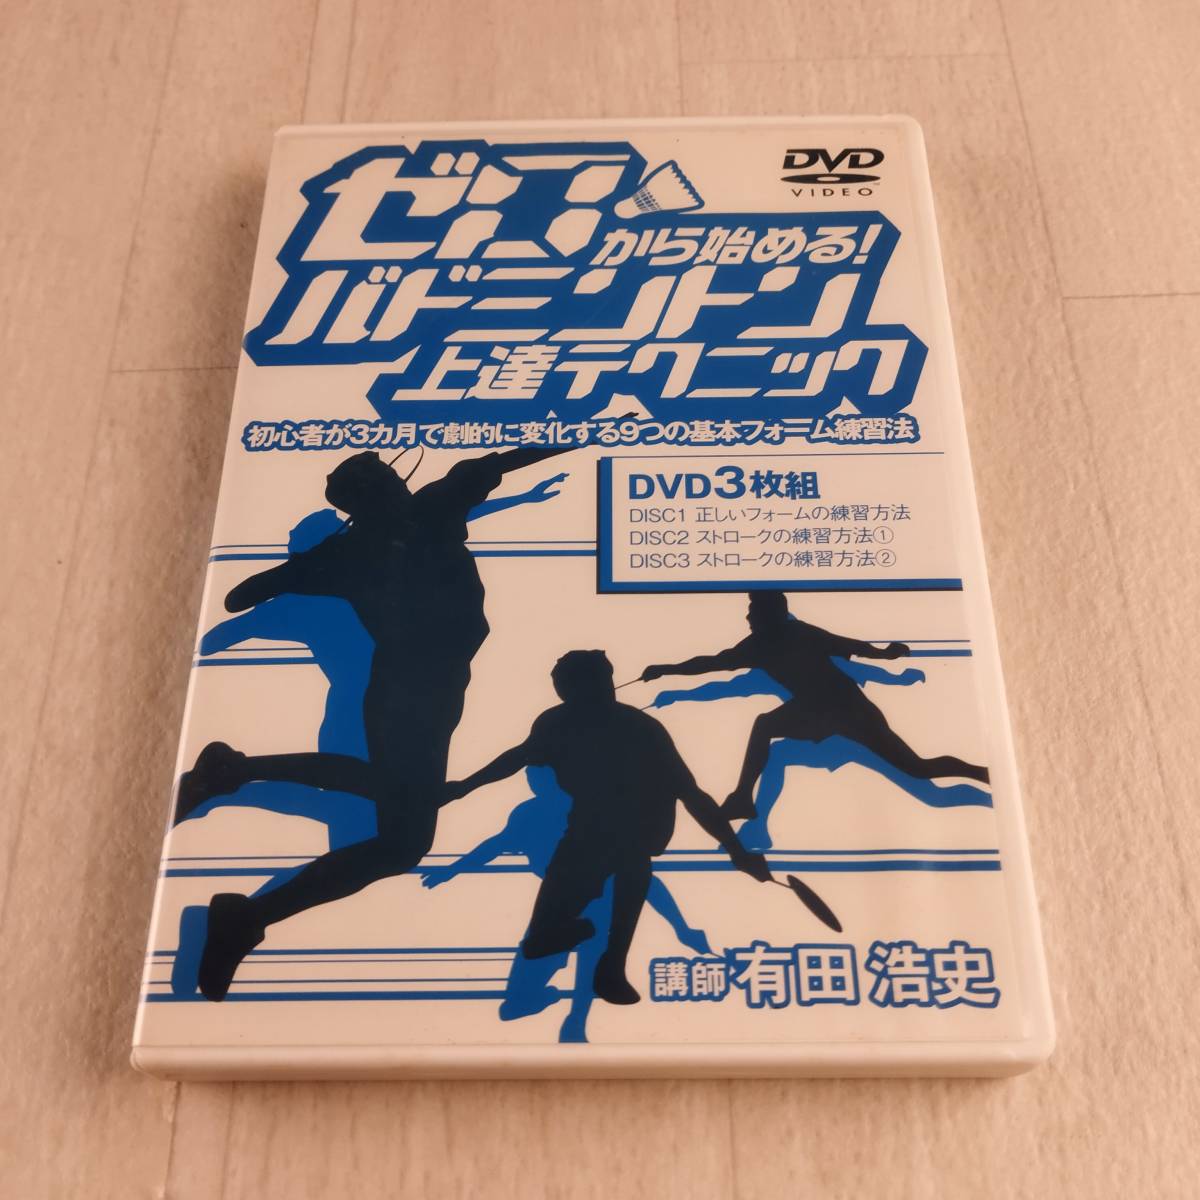 DVD
VIDEO
TM
ゼロから始める!
バドミントン
上達テクニック
初心者が3カ月で劇的に変化する9つの基本フォーム練習法
DVD3枚組
DISC1 正しいフォームの練習方法
DISC2 ストロークの練習方法①
DISC3 ストロークの練習方法②
講師 有田 浩史